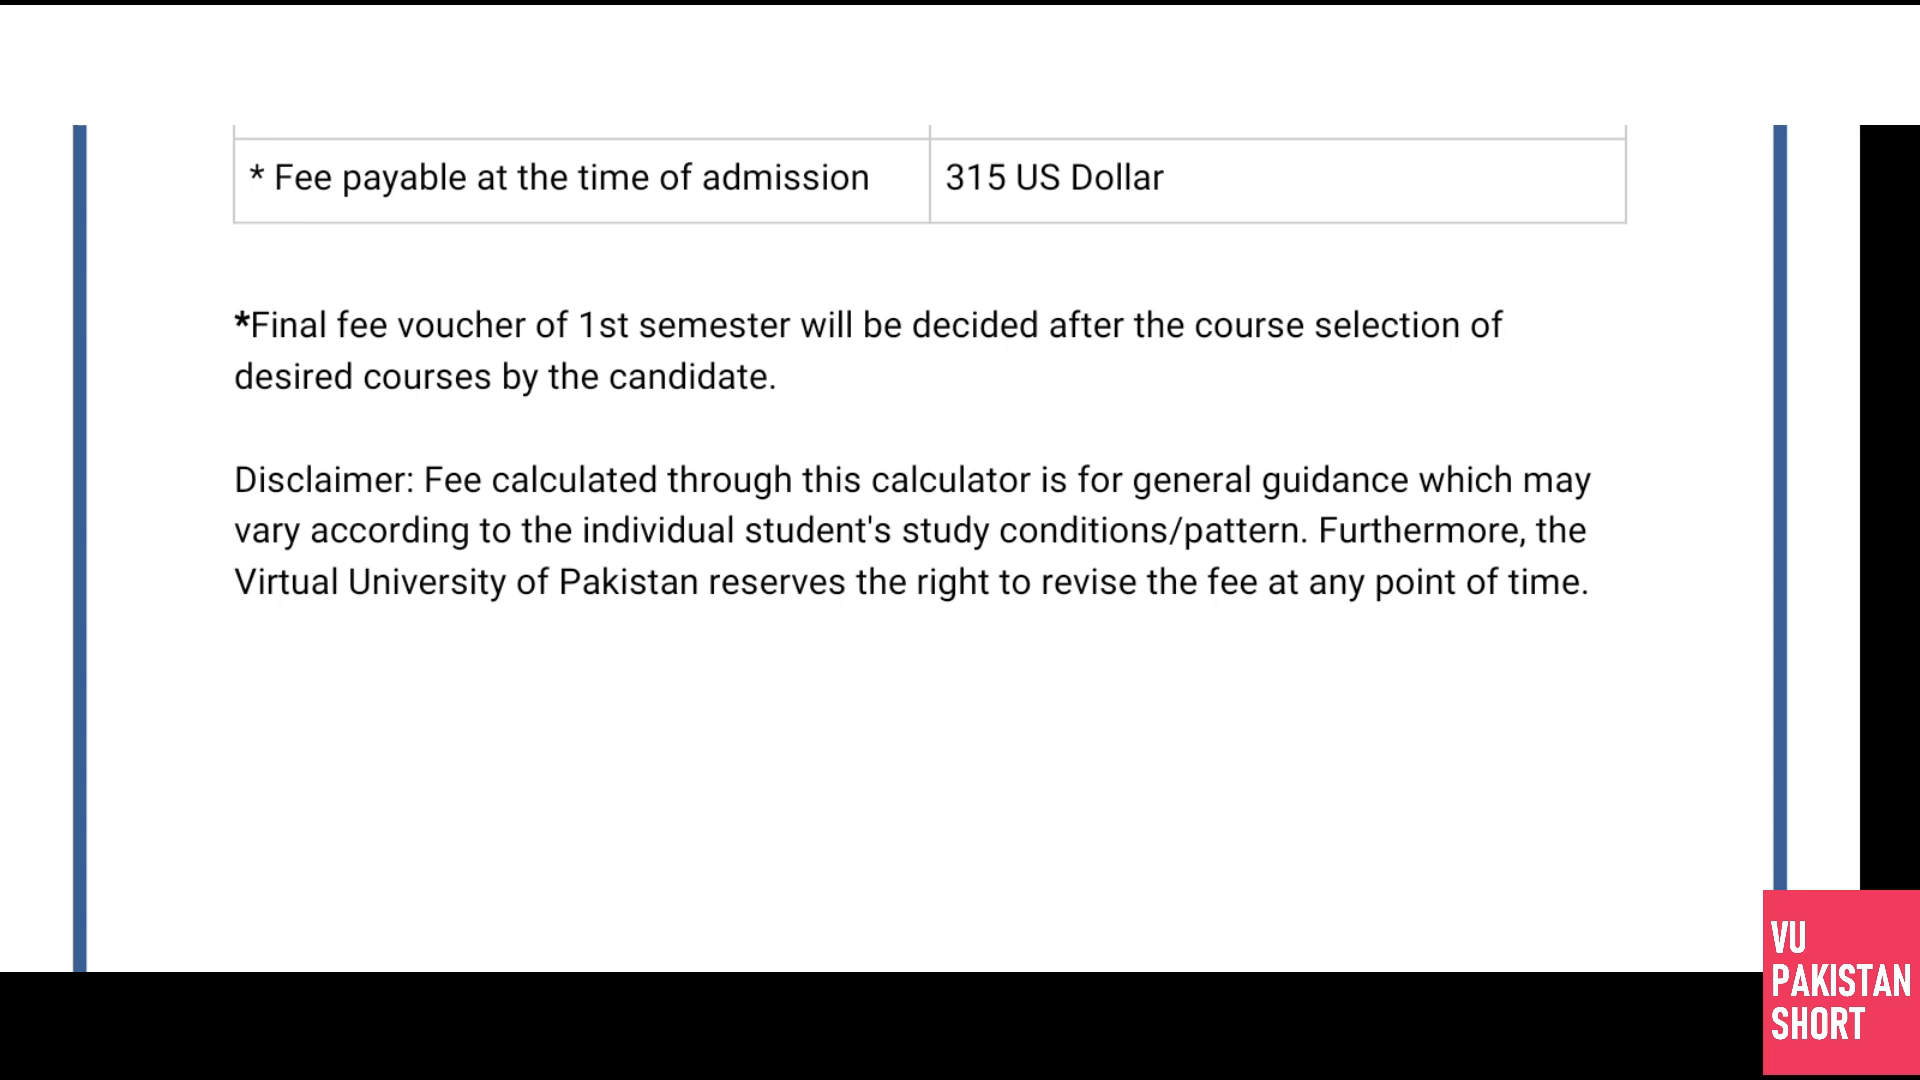 * Fee payable at the time of admission 315 US Dollar
*Final fee voucher of 1st semester will be decided after the course selection of
desired courses by the candidate.
Disclaimer: Fee calculated through this calculator is for general guidance which may
vary according to the individual student's study conditions/pattern. Furthermore, the
Virtual University of Pakistan reserves the right to revise the fee at any point of time.
VU
PAKISTAN
SHORT